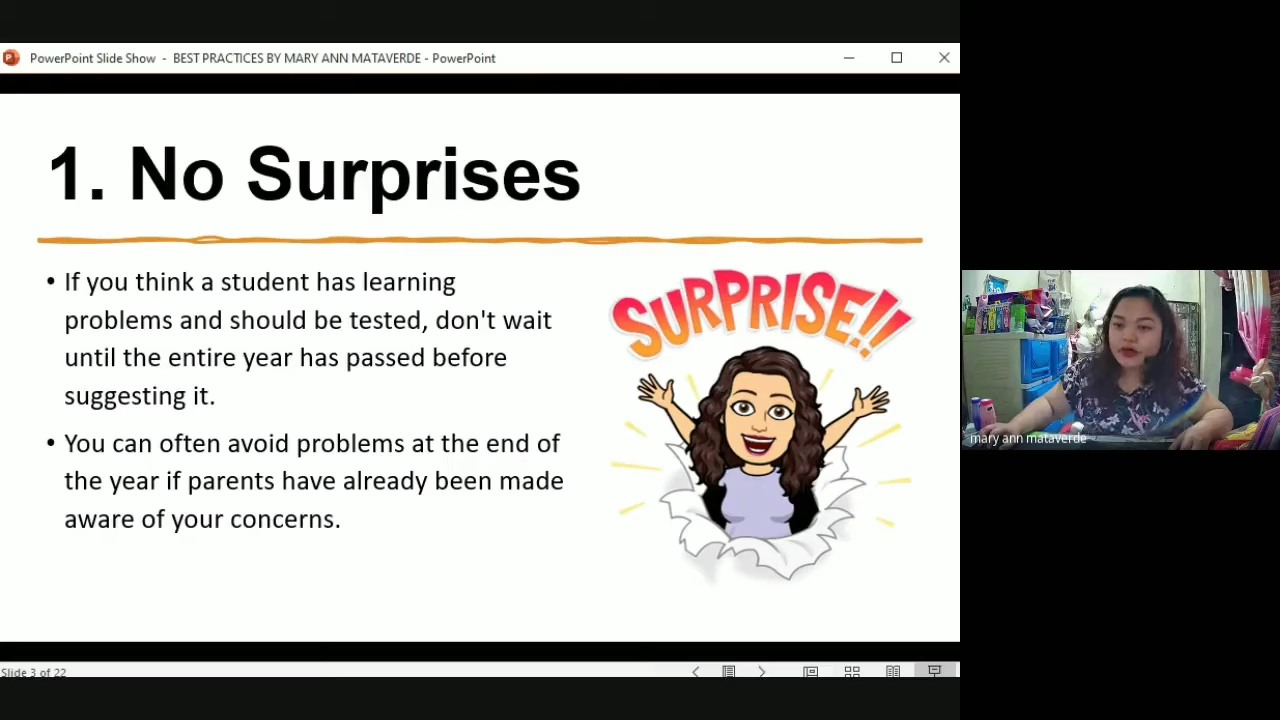 PowerPoint Slide Show - BEST PRACTICES BY MARY ANN MATAVERDE - PowerPoint
1. No Surprises
• If you think a student has learning
problems and should be tested, don't wait
until the entire year has passed before
suggesting it.
• You can often avoid problems at the end of
the year if parents have already been made
aware of your concerns.
SURPRISE!!
mary ann mataverde
Slide 3 of 22